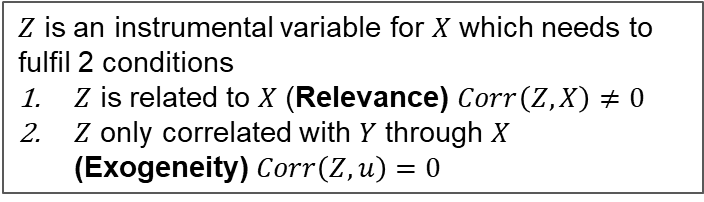 Z is an instrumental variable for X which needs to
fulfil 2 conditions
1. Z is related to X (Relevance) Corr(Z,X) ≠ 0
2. Z only correlated with Y through X
(Exogeneity) Corr(Z,u) = 0